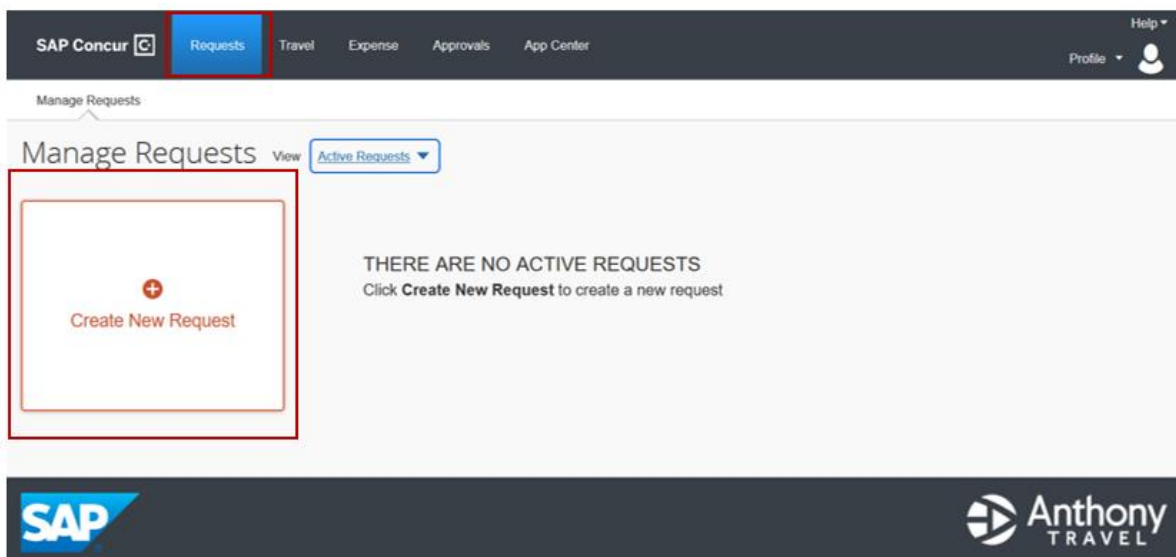 Help
SAP Concur C Requests Travel Expense Approvals App Center
Profile
Manage Requests
Manage Requests View Active Requests
THERE ARE NO ACTIVE REQUESTS
Click Create New Request to create a new request
Create New Request
SAP
Anthony
TRAVEL